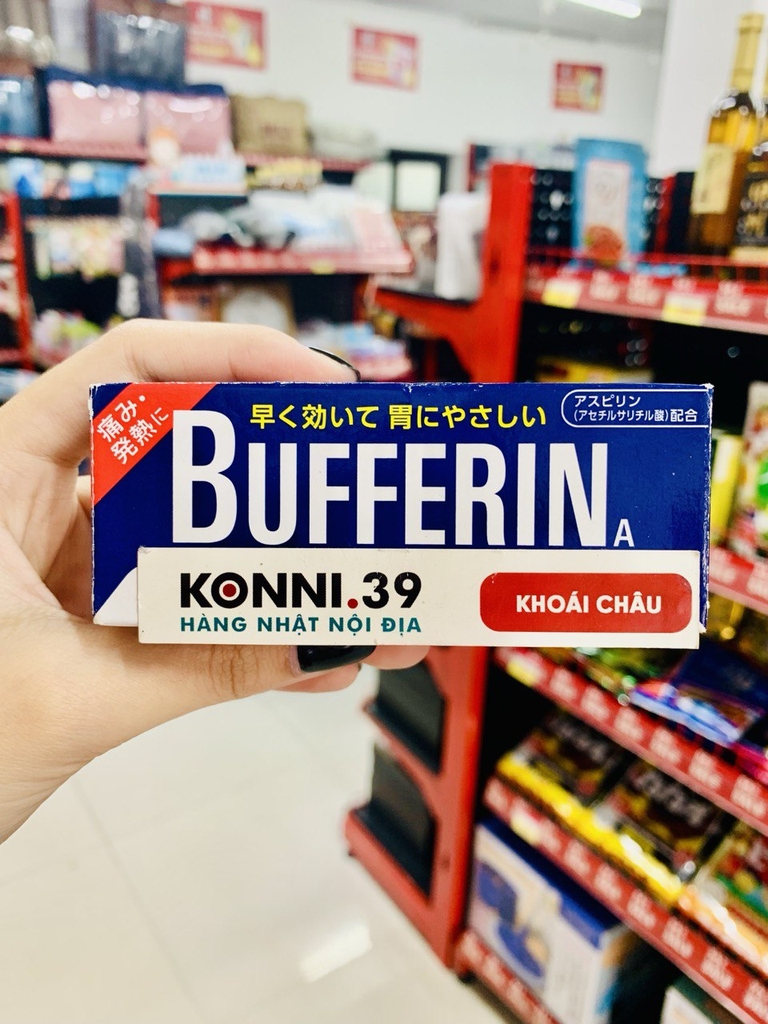 痛み・
発熱に
早く効いて 胃にやさしい
アスピリン
(アセチルサリチル酸)配合
BUFFERIN A
KONNI.39
HÀNG NHẬT NỘI ĐỊA
KHOÁI CHÂU